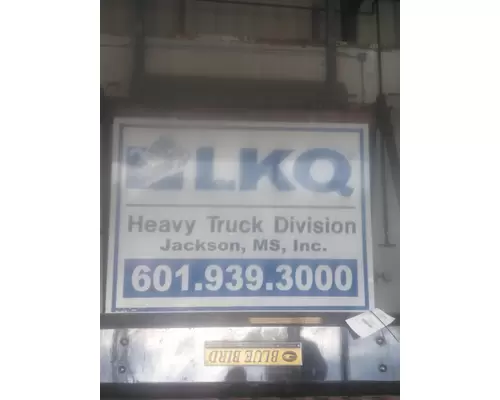 LKQ
Heavy Truck Division
Jackson, MS, Inc.
601.939.3000
BLUE BIRD